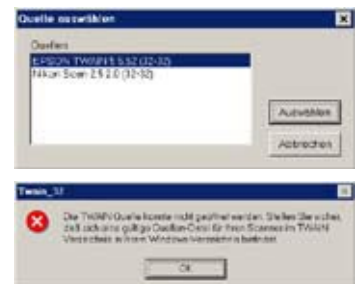 Quelle auswählen
Quellen
EPSON TWAIN 5 5.52 (32-32)
Nikon Scan 2.5 2.0 (32-32)
Auswählen
Abbrechen
Twain_32
Die TWAIN-Quelle konnte nicht geöffnet werden. Stellen Sie sicher,
daß sich eine gültige Quellen-Datei für Ihren Scanner im TWAIN-
Verzeichnis in Ihrem Windows-Verzeichnis befindet.
OK